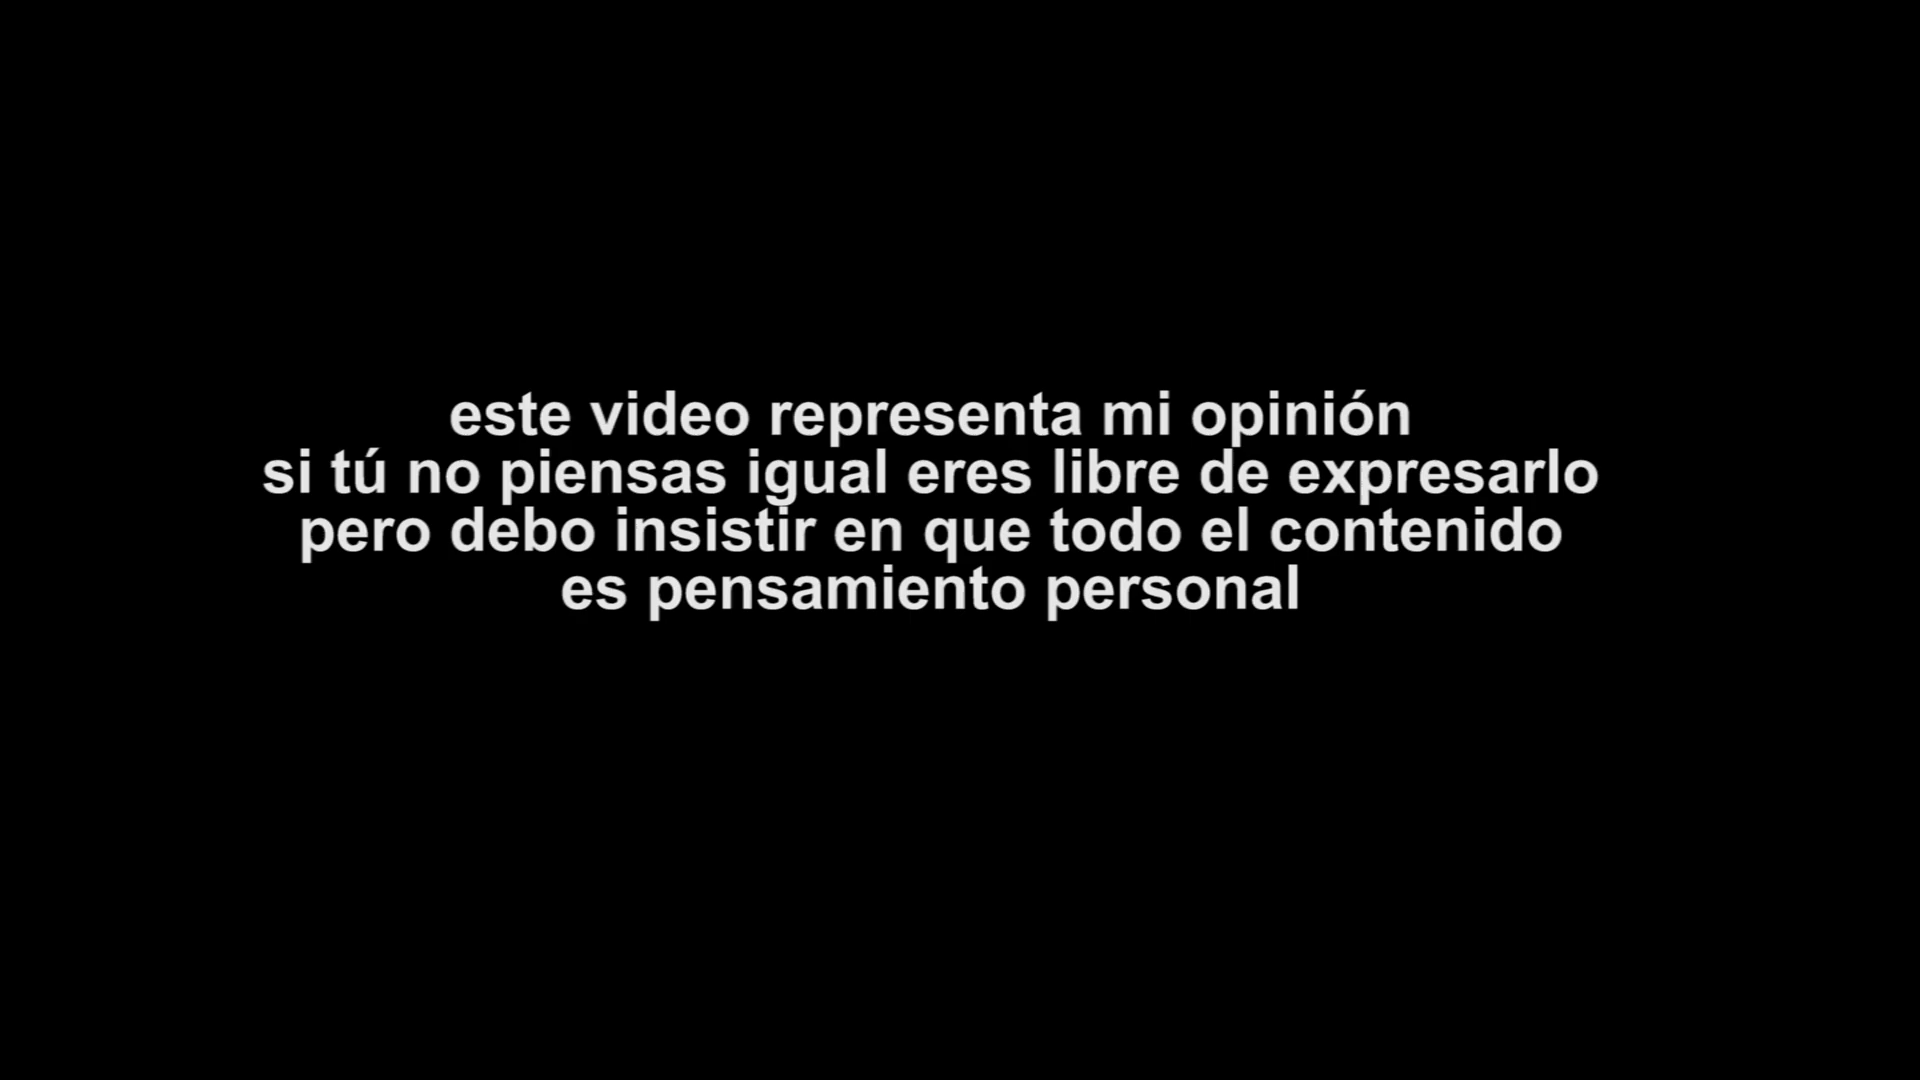 este video representa mi opinión
si tú no piensas igual eres libre de expresarlo
pero debo insistir en que todo el contenido
es pensamiento personal